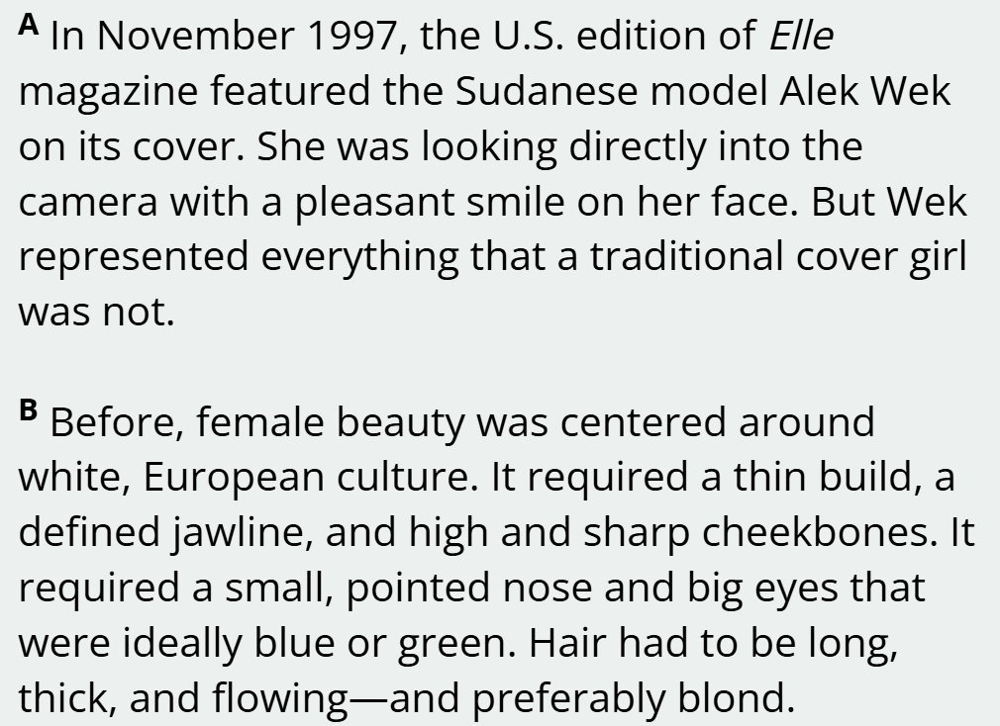 A In November 1997, the U.S. edition of Elle
magazine featured the Sudanese model Alek Wek
on its cover. She was looking directly into the
camera with a pleasant smile on her face. But Wek
represented everything that a traditional cover girl
was not.
B Before, female beauty was centered around
white, European culture. It required a thin build, a
defined jawline, and high and sharp cheekbones. It
required a small, pointed nose and big eyes that
were ideally blue or green. Hair had to be long,
thick, and flowing—and preferably blond.